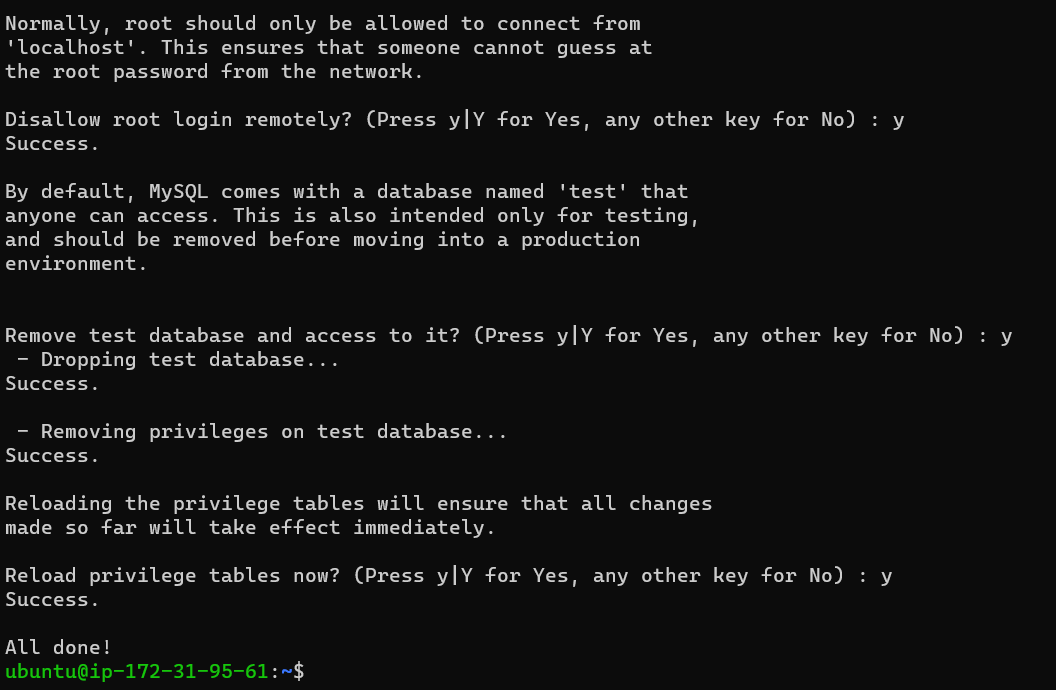 Normally, root should only be allowed to connect from
'localhost'. This ensures that someone cannot guess at
the root password from the network.
Disallow root login remotely? (Press y|Y for Yes, any other key for No) : y
Success.
By default, MySQL comes with a database named 'test' that
anyone can access. This is also intended only for testing,
and should be removed before moving into a production
environment.
Remove test database and access to it? (Press y|Y for Yes, any other key for No) : y
 - Dropping test database...
Success.
 - Removing privileges on test database...
Success.
Reloading the privilege tables will ensure that all changes
made so far will take effect immediately.
Reload privilege tables now? (Press y|Y for Yes, any other key for No) : y
Success.
All done!
ubuntu@ip-172-31-95-61:~$